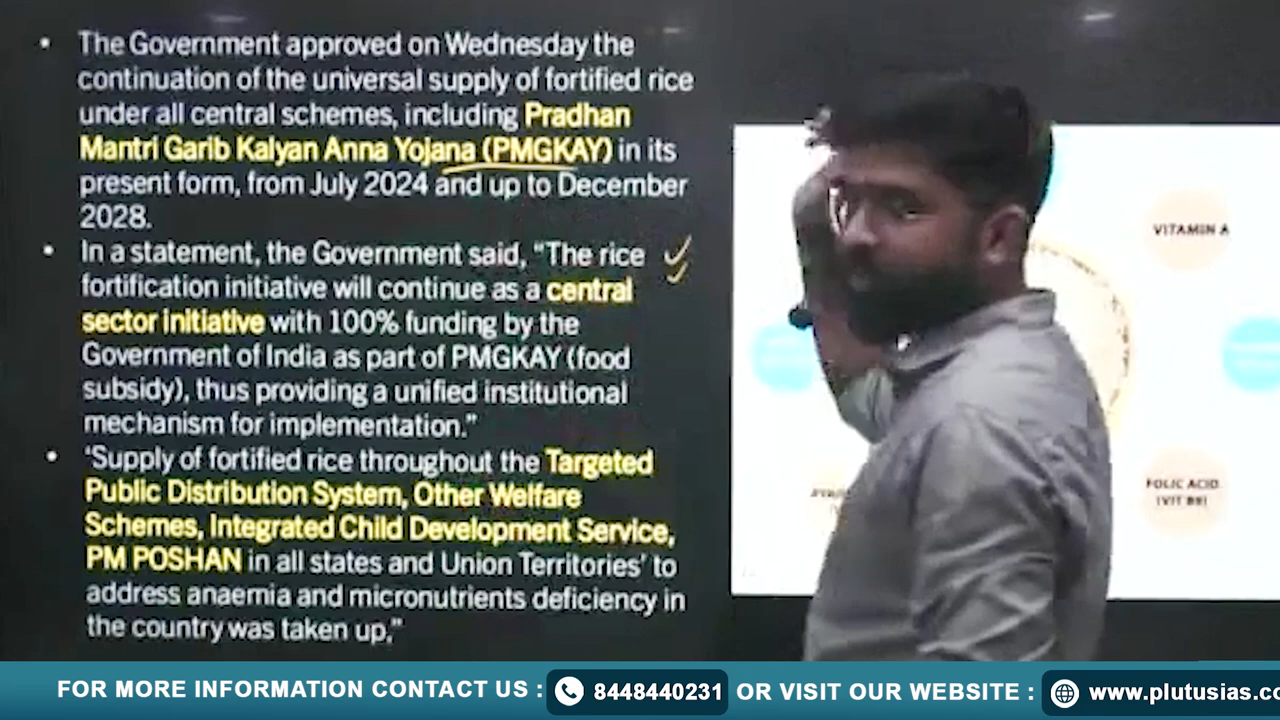 • The Government approved on Wednesday the
continuation of the universal supply of fortified rice
under all central schemes, including Pradhan
Mantri Garib Kalyan Anna Yojana (PMGKAY) in its
present form, from July 2024 and up to December
2028.
• In a statement, the Government said, “The rice
fortification initiative will continue as a central
sector initiative with 100% funding by the
Government of India as part of PMGKAY (food
subsidy), thus providing a unified institutional
mechanism for implementation.”
• ‘Supply of fortified rice throughout the Targeted
Public Distribution System, Other Welfare
Schemes, Integrated Child Development Service,
PM POSHAN in all states and Union Territories’ to
address anaemia and micronutrients deficiency in
the country was taken up,”
VITAMIN A
FOLIC ACID
(VIT B9)
FOR MORE INFORMATION CONTACT US : 8448440231 OR VISIT OUR WEBSITE : www.plutusias.co